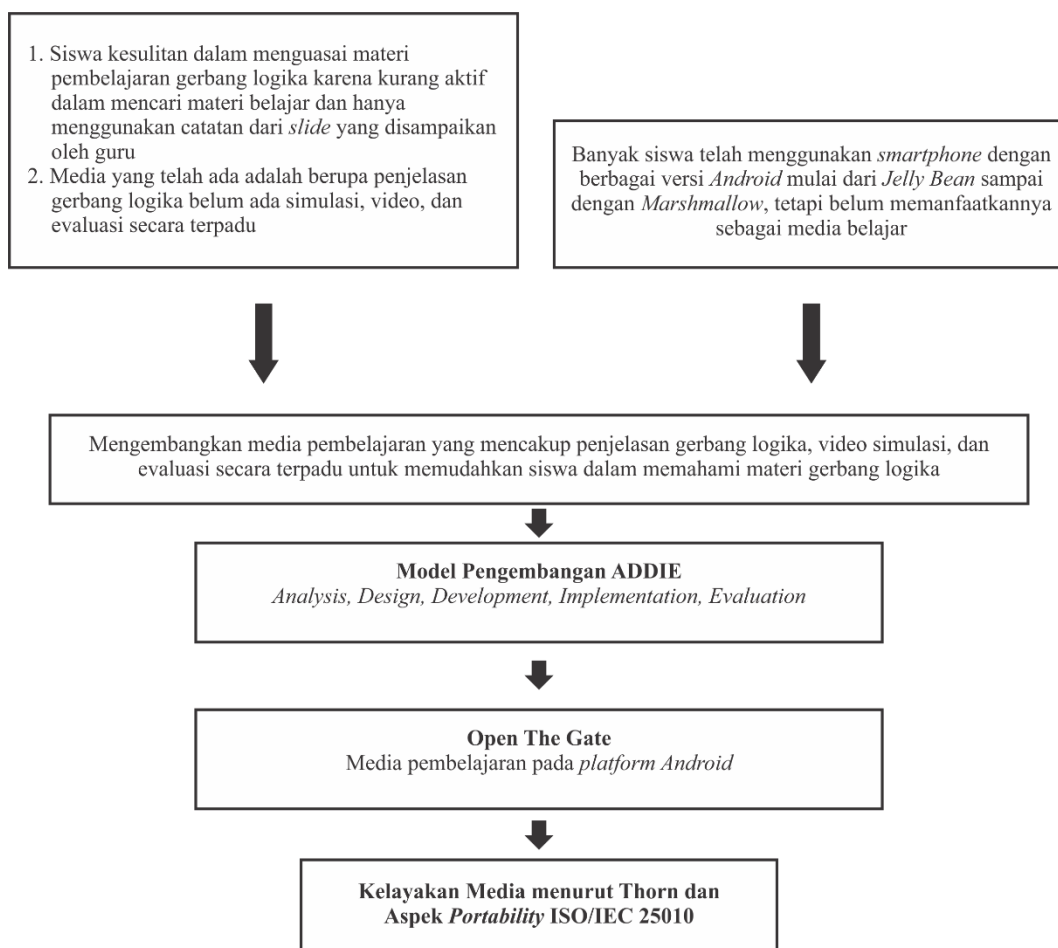 1. Siswa kesulitan dalam menguasai materi
pembelajaran gerbang logika karena kurang aktif
dalam mencari materi belajar dan hanya
menggunakan catatan dari slide yang disampaikan
oleh guru
2. Media yang telah ada adalah berupa penjelasan
gerbang logika belum ada simulasi, video, dan
evaluasi secara terpadu
Banyak siswa telah menggunakan smartphone dengan
berbagai versi Android mulai dari Jelly Bean sampai
dengan Marshmallow, tetapi belum memanfaatkannya
sebagai media belajar
Mengembangkan media pembelajaran yang mencakup penjelasan gerbang logika, video simulasi, dan
evaluasi secara terpadu untuk memudahkan siswa dalam memahami materi gerbang logika
Model Pengembangan ADDIE
Analysis, Design, Development, Implementation, Evaluation
Open The Gate
Media pembelajaran pada platform Android
Kelayakan Media menurut Thorn dan
Aspek Portability ISO/IEC 25010